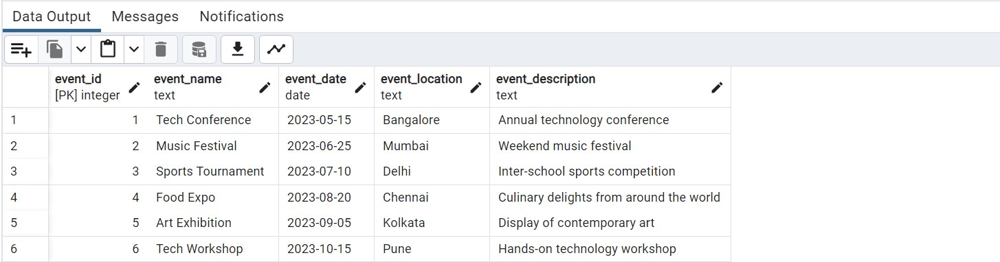 Data Output Messages Notifications
event_id event_name event_date event_location event_description
[PK] integer text date text text
1 1 Tech Conference 2023-05-15 Bangalore Annual technology conference
2 2 Music Festival 2023-06-25 Mumbai Weekend music festival
3 3 Sports Tournament 2023-07-10 Delhi Inter-school sports competition
4 4 Food Expo 2023-08-20 Chennai Culinary delights from around the world
5 5 Art Exhibition 2023-09-05 Kolkata Display of contemporary art
6 6 Tech Workshop 2023-10-15 Pune Hands-on technology workshop